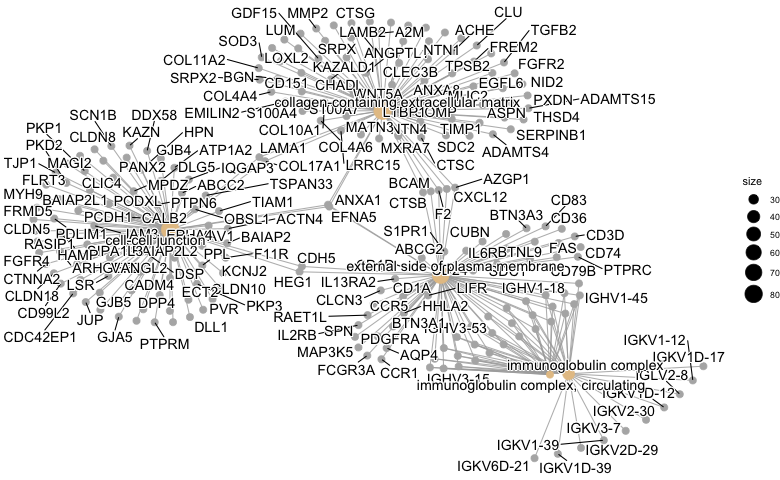 GDF15
MMP2
CTSG
CLU
LUM
LAMB2
A2M
ACHE
TGFB2
SOD3
SRPX
ANGPTL
NTN1
FREM2
COL11A2
LOXL2
KAZALD1
CLEC3B
TPSB2
FGFR2
SRPX2
BGN
CD151
CHADL
ANXA8
EGFL6
NID2
COL4A4
WNT5A
MUC2
PXDN
ADAMTS15
collagen-containing extracellular matrix
EMILIN2
S100A4
S100A7
ASPN
THSD4
COL10A1
MATN3
NTN4
TIMP1
SERPINB1
LAMA1
COL4A6
MXRA7
SDC2
ADAMTS4
COL17A1
LRRC15
CTSC
SCN1B
DDX58
PKP1
CLDN8
KAZN
HPN
PKD2
GJB4
ATP1A2
TJP1
MAGI2
PANX2
DLG5
IQGAP3
FLRT3
CLIC4
MPDZ
ABCC2
TSPAN33
MYH9
BAIAP2L1
PODXL
PTPN6
TIAM1
FRMD5
PCDH1
CALB2
OBSL1
ACTN4
CLDN5
PDLIM1
JAM3
EPHA4
CAV1
BAIAP2
RASIP1
cell-cell junction
FGFR4
HAMP
BAIAP2L2
PPL
F11R
CTNNA2
ARHGV
VANGL2
DSP
KCNJ2
CLDN18
LSR
CADM4
ECT2
CLDN10
CD99L2
GJB5
DPP4
PVR
PKP3
CDC42EP1
JUP
GJA5
PTPRM
DLL1
ANXA1
EFNA5
CDH5
HEG1
BCAM
AZGP1
CTSB
CXCL12
F2
CD83
BTN3A3
CD36
S1PR1
CUBN
CD3D
ABCG2
IL6R
BTNL9
FAS
CD74
external side of plasma membrane
CD79B
PTPRC
IL13RA2
CD1A
LIFR
IGHV1-18
IGHV1-45
CLCN3
CCR5
HHLA2
RAET1L
BTN3A1
IGHV3-53
IL2RB
SPN
PDGFRA
MAP3K5
AQP4
FCGR3A
CCR1
IGHV3-15
immunoglobulin complex
immunoglobulin complex, circulating
IGKV1-12
IGKV1D-17
IGLV2-8
IGKV1D-12
IGKV2-30
IGKV3-7
IGKV1-39
IGKV2D-29
IGKV6D-21
IGKV1D-39
size
30
40
50
60
70
80